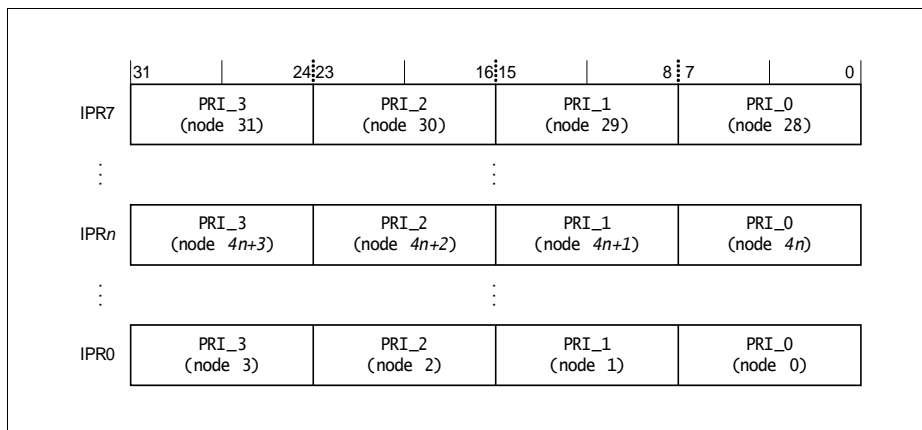 31 24 23 16 15 8 7 0
IPR7 PRI_3 PRI_2 PRI_1 PRI_0
(node 31) (node 30) (node 29) (node 28)
IPRn PRI_3 PRI_2 PRI_1 PRI_0
(node 4n+3) (node 4n+2) (node 4n+1) (node 4n)
IPR0 PRI_3 PRI_2 PRI_1 PRI_0
(node 3) (node 2) (node 1) (node 0)